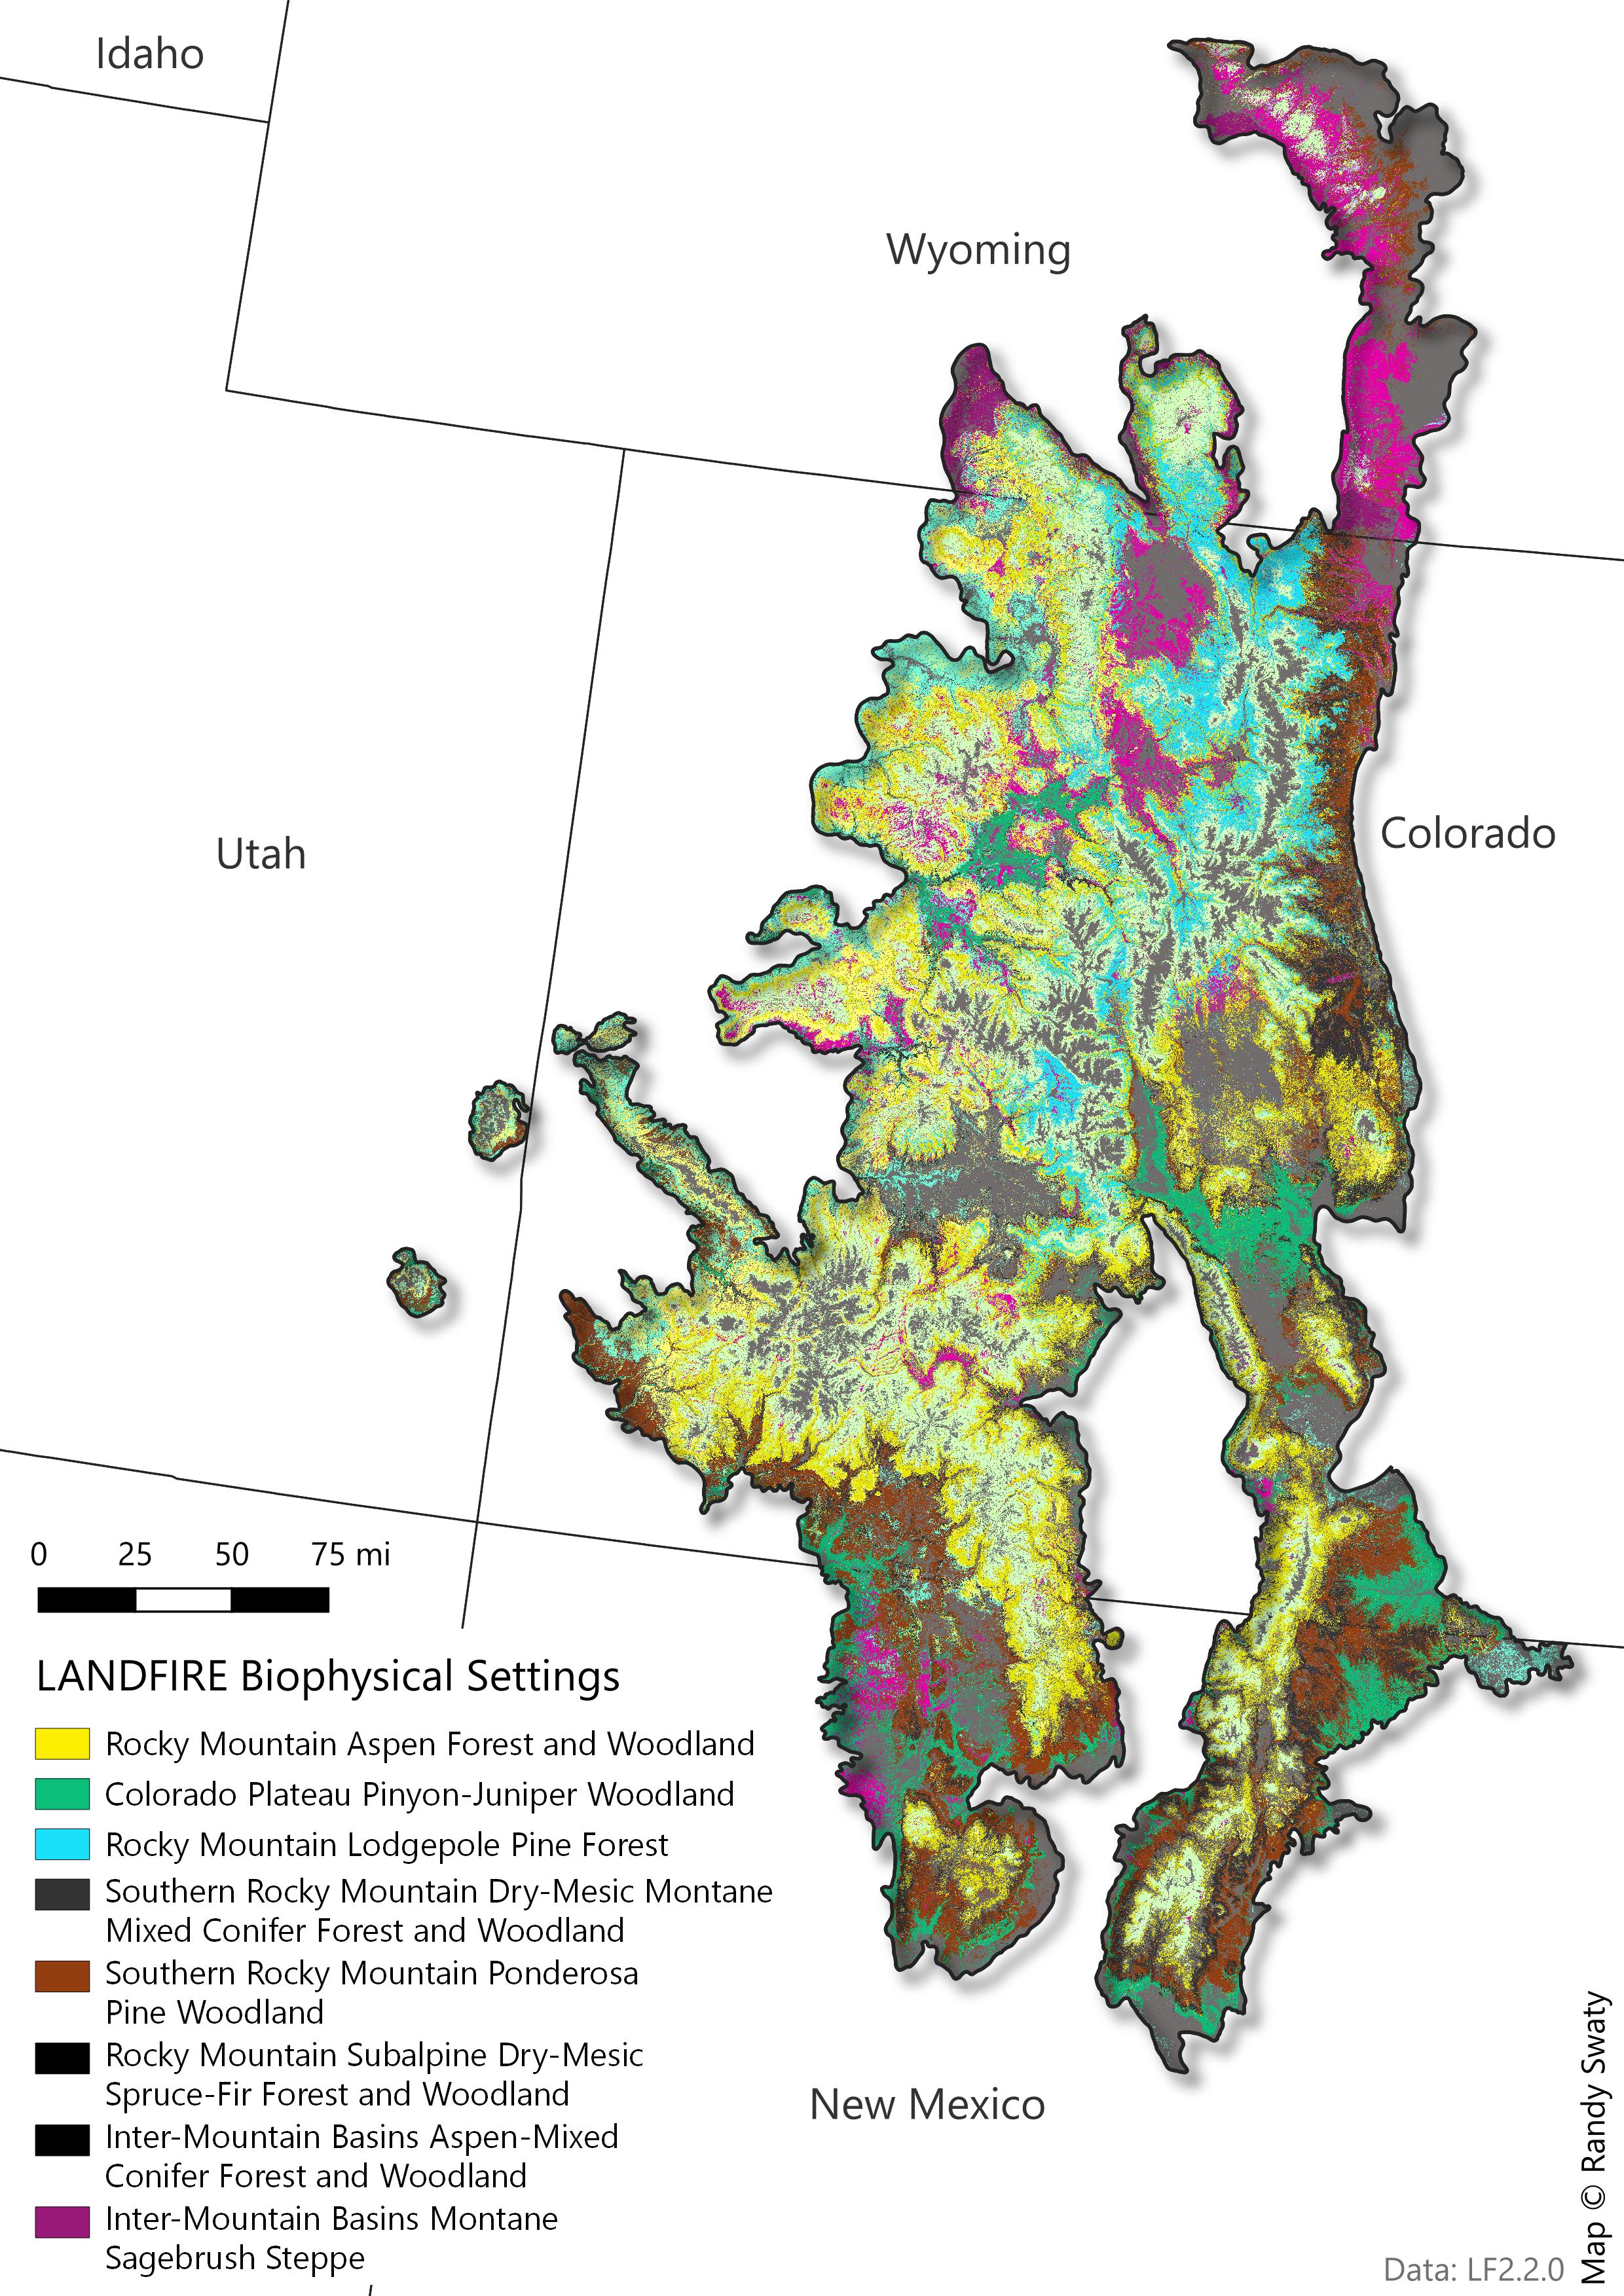 Idaho
Wyoming
Utah
Colorado
0 25 50 75 mi
LANDFIRE Biophysical Settings
Rocky Mountain Aspen Forest and Woodland
Colorado Plateau Pinyon-Juniper Woodland
Rocky Mountain Lodgepole Pine Forest
Southern Rocky Mountain Dry-Mesic Montane
Mixed Conifer Forest and Woodland
Southern Rocky Mountain Ponderosa
Pine Woodland
Rocky Mountain Subalpine Dry-Mesic
Spruce-Fir Forest and Woodland
Inter-Mountain Basins Aspen-Mixed
Conifer Forest and Woodland
Inter-Mountain Basins Montane
Sagebrush Steppe
New Mexico
Data: LF2.2.0
Map © Randy Swaty